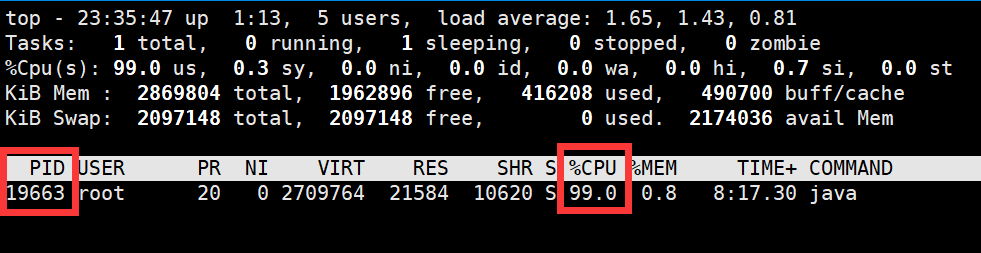 top - 23:35:47 up  1:13,  5 users,  load average: 1.65, 1.43, 0.81
Tasks:   1 total,   0 running,   1 sleeping,   0 stopped,   0 zombie
%Cpu(s): 99.0 us,  0.3 sy,  0.0 ni,  0.0 id,  0.0 wa,  0.0 hi,  0.7 si,  0.0 st
KiB Mem :  2869804 total,  1962896 free,   416208 used,   490700 buff/cache
KiB Swap:  2097148 total,  2097148 free,        0 used.  2174036 avail Mem
  PID USER      PR  NI    VIRT    RES    SHR S %CPU %MEM     TIME+ COMMAND
19663 root      20   0 2709764  21584  10620 S 99.0  0.8   8:17.30 java